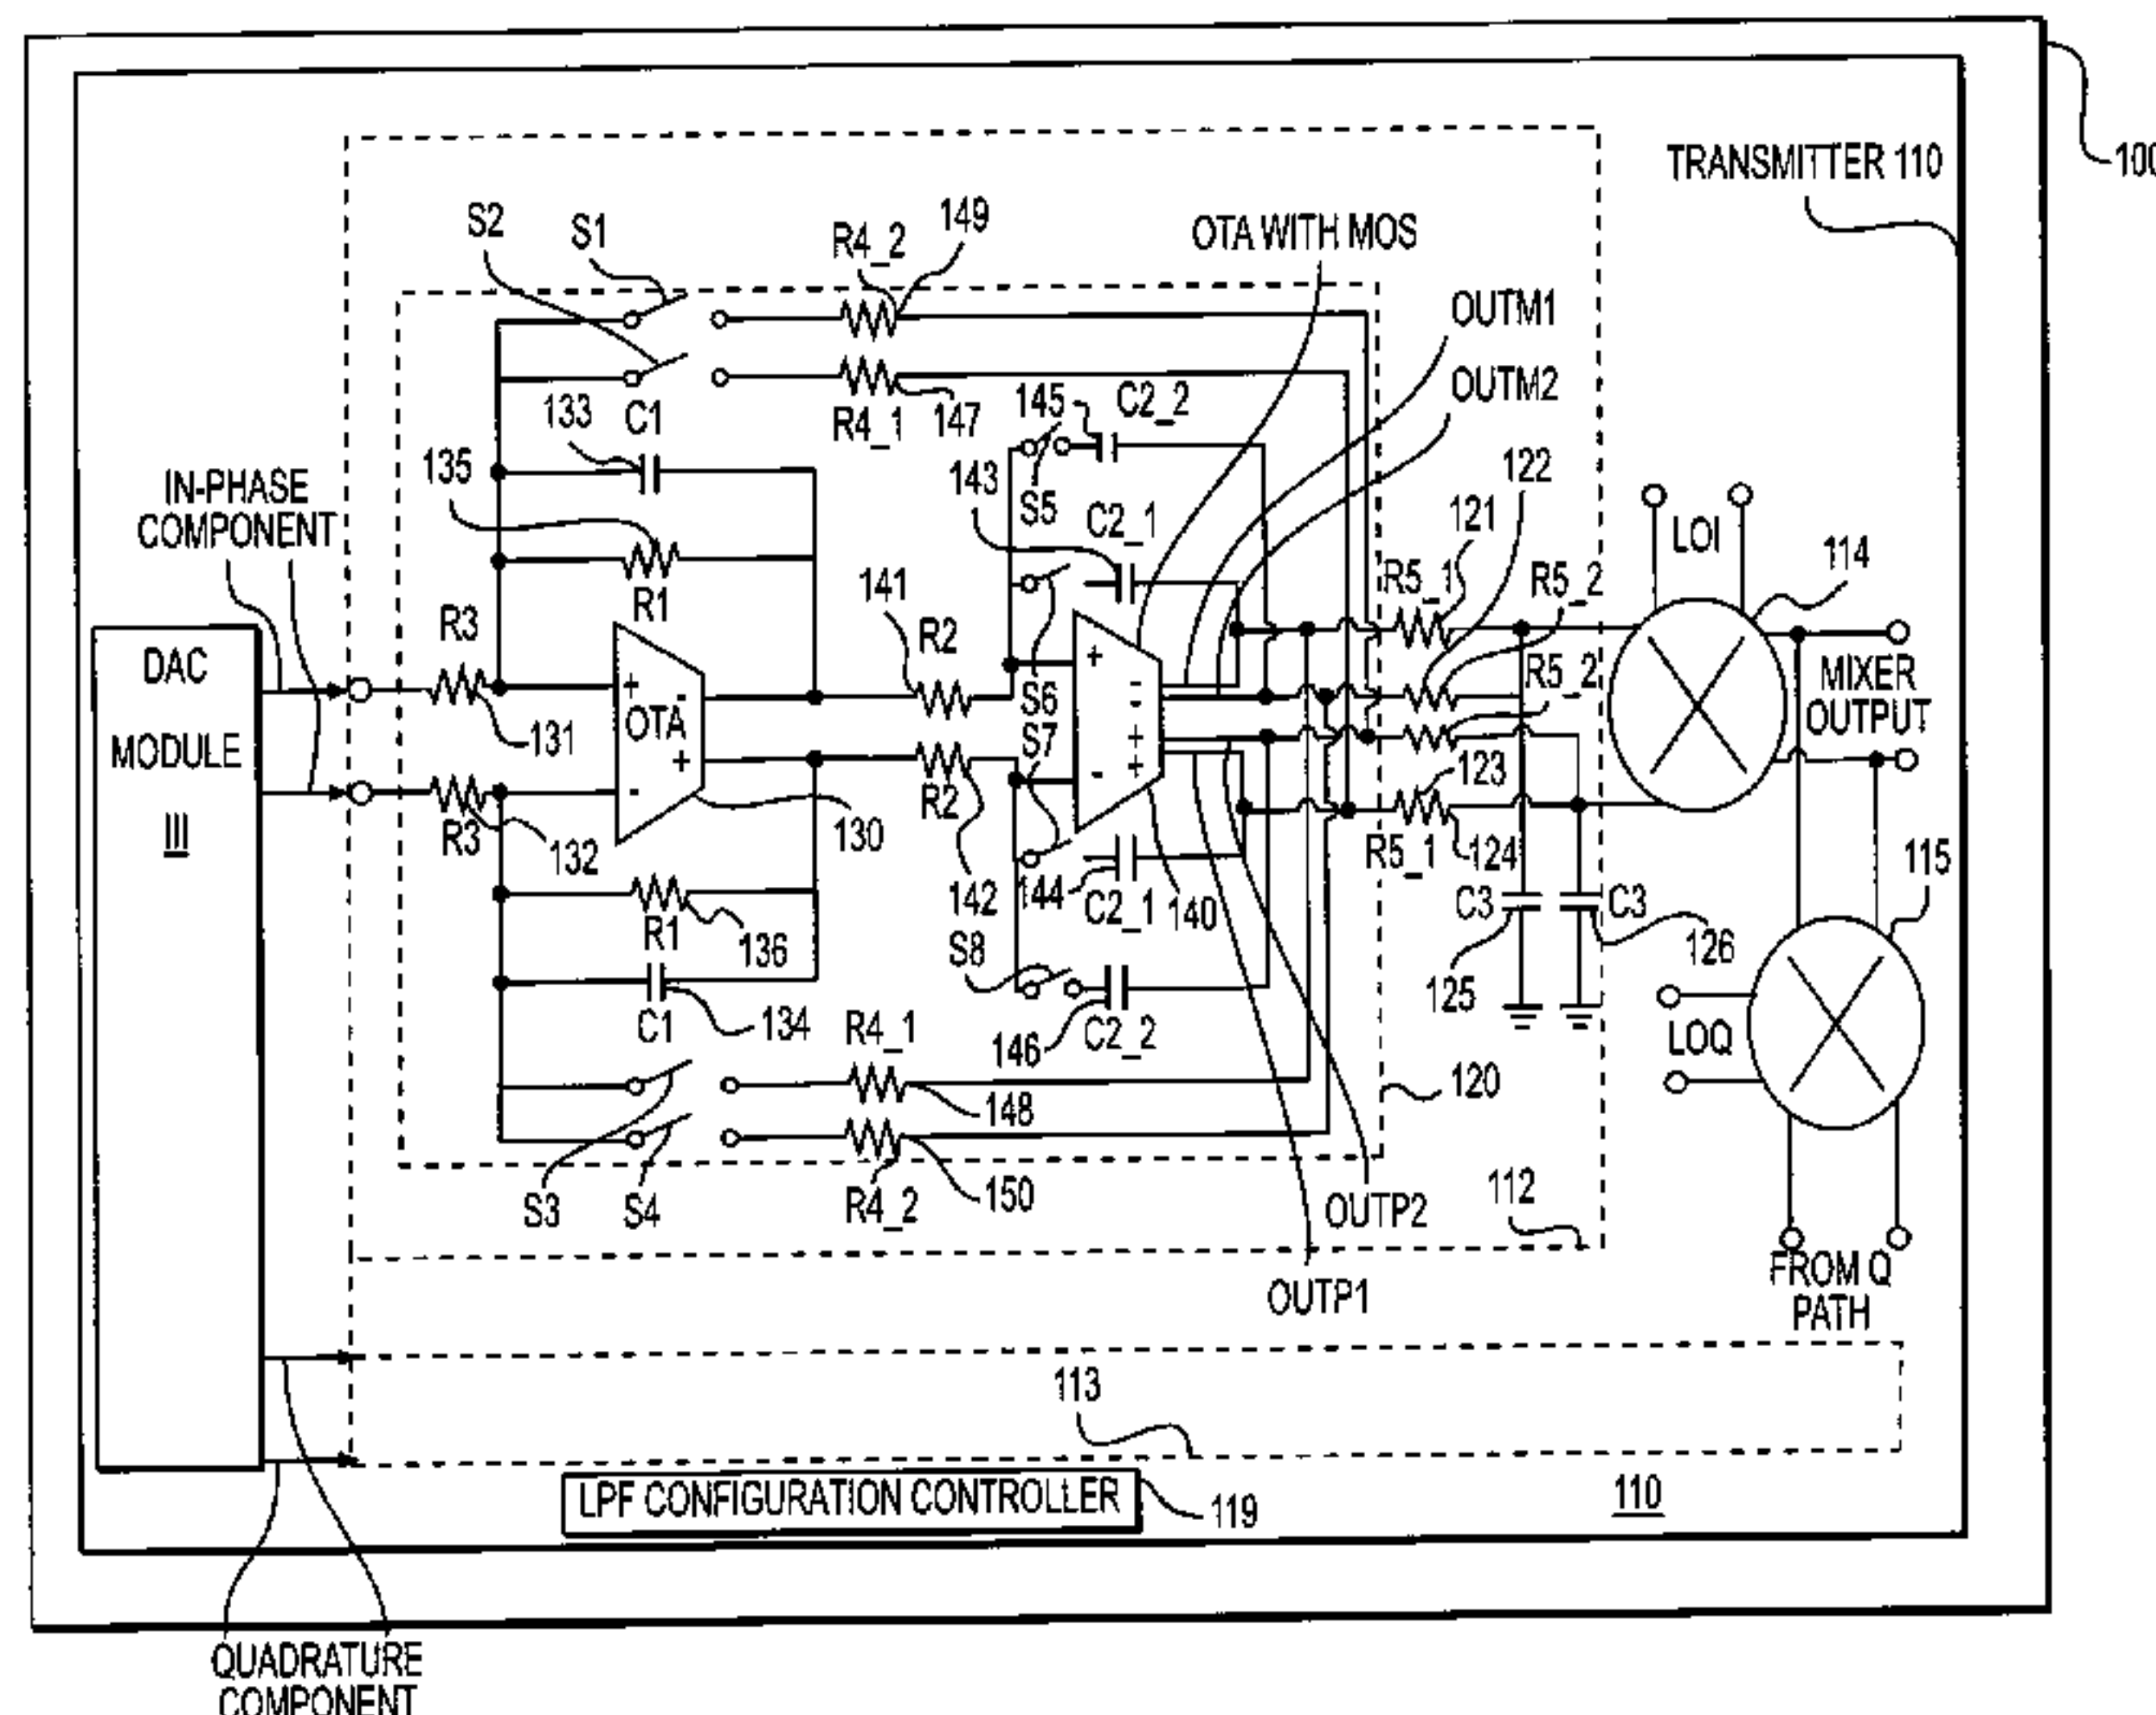 100
TRANSMITTER 110
S2
S1
R4_2
149
OTA WITH MOS
OUTM1
OUTM2
133
C1
R4_1
147
145
C2_2
135
143
S5
C2_1
122
121
IN-PHASE
COMPONENT
LOI
114
R1
141
R5_1
R5_2
R3
R2
R5_2
DAC
MODULE
III
+
-
OTA
+
-
131
S6
S7
+
-
-
-
+
+
MIXER
OUTPUT
R3
132
130
R2
142
123
144
C2_1
140
R5_1
124
115
R1
136
S8
C3
C3
126
125
C1
134
R4_1
146
C2_2
LOQ
148
120
S3
S4
R4_2
150
OUTP2
112
OUTP1
FROM Q
PATH
113
LPF CONFIGURATION CONTROLLER
119
110
QUADRATURE
COMPONENT